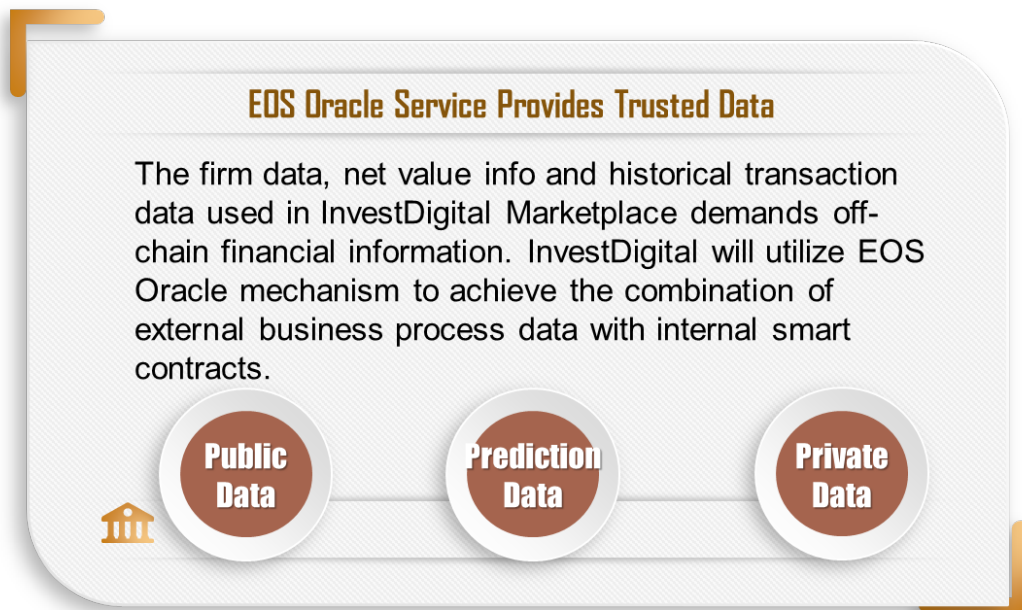 EOS Oracle Service Provides Trusted Data
The firm data, net value info and historical transaction
data used in InvestDigital Marketplace demands off-
chain financial information. InvestDigital will utilize EOS
Oracle mechanism to achieve the combination of
external business process data with internal smart
contracts.
Public
Data
Prediction
Data
Private
Data